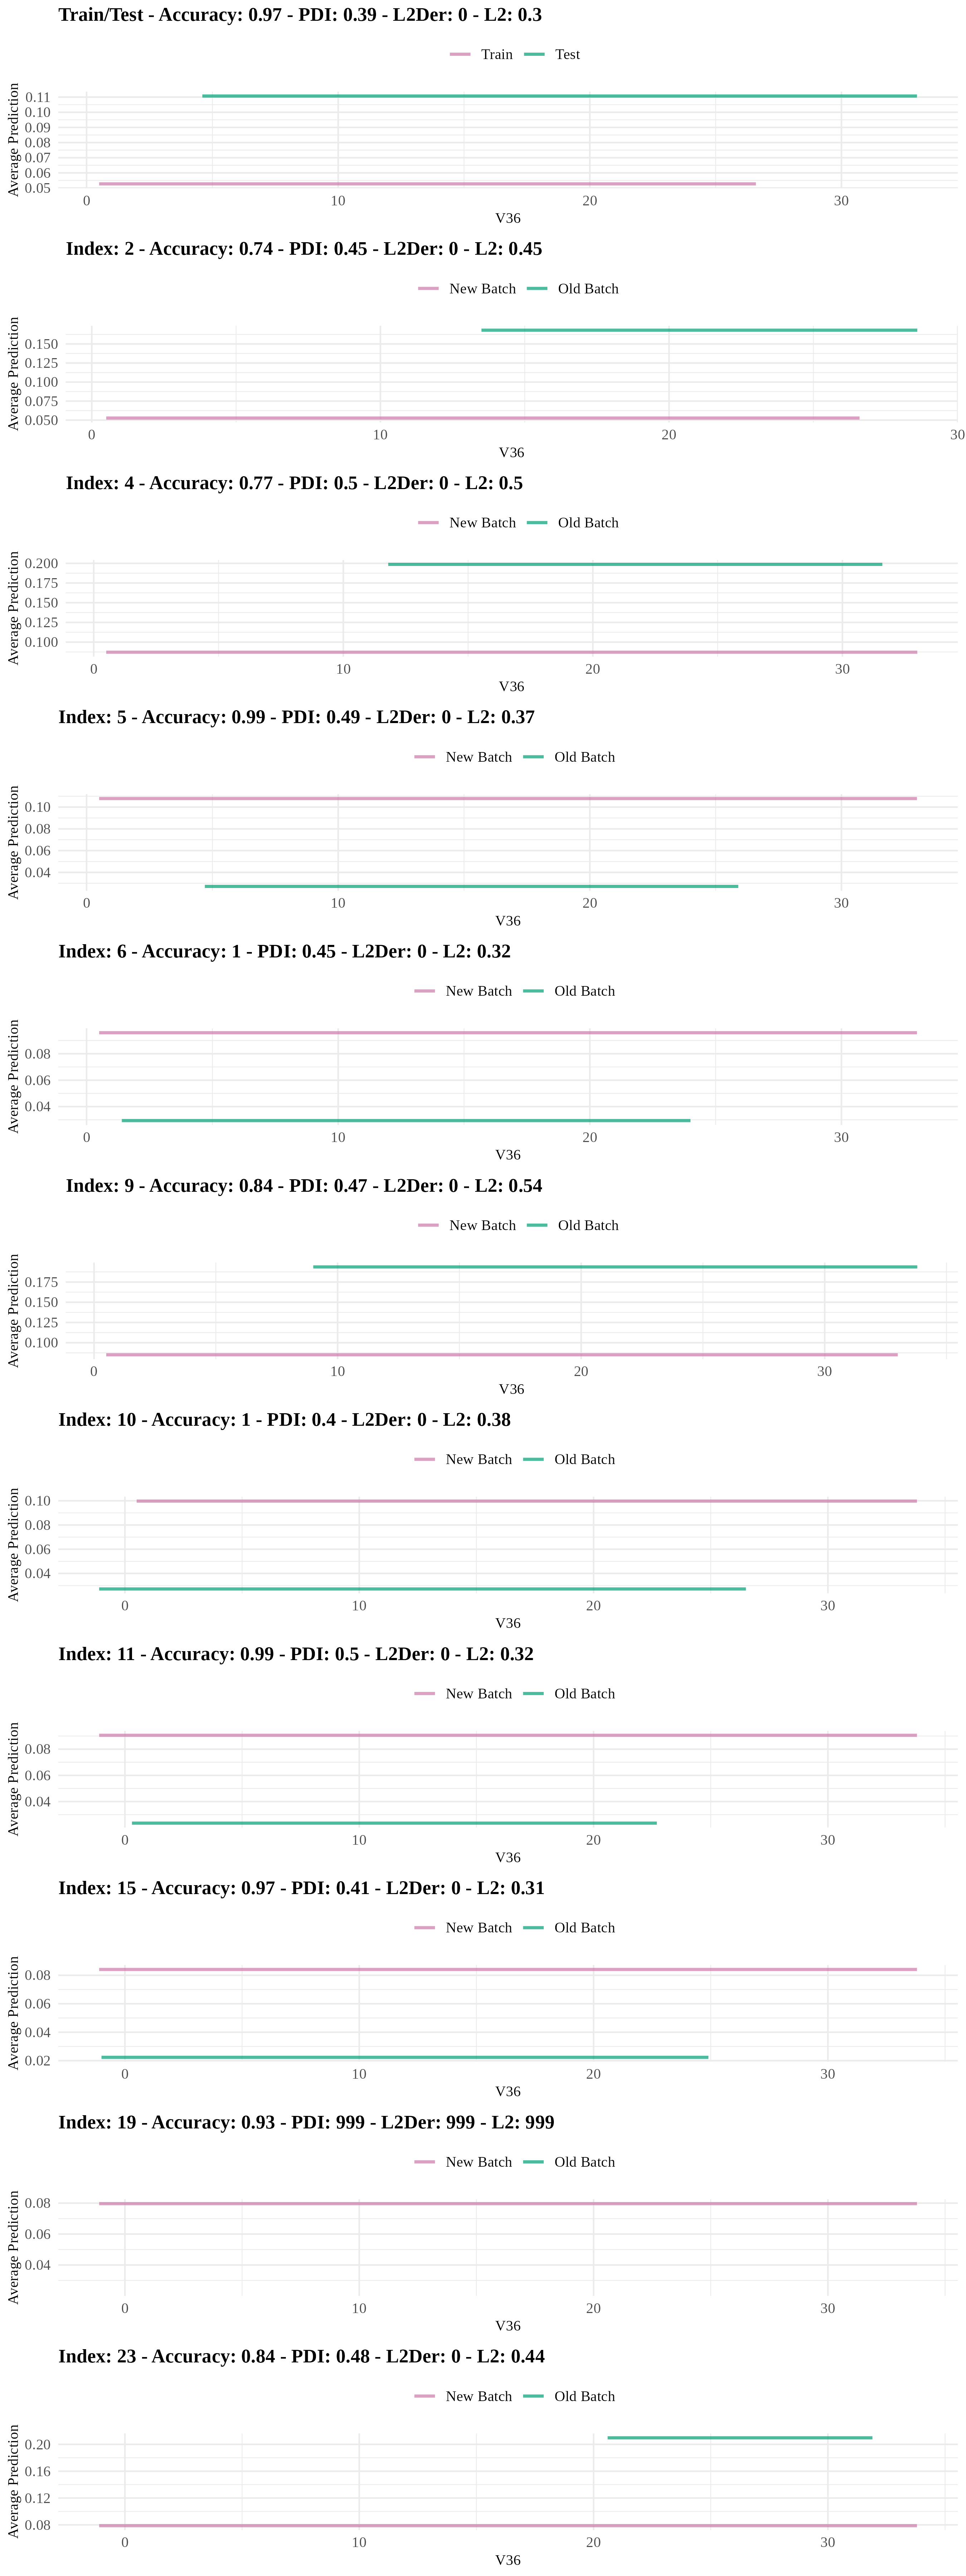 Train/Test - Accuracy: 0.97 - PDI: 0.39 - L2Der: 0 - L2: 0.3
Train Test
Average Prediction
0.11
0.10
0.09
0.08
0.07
0.06
0.05
0 10 20 30
V36
Index: 2 - Accuracy: 0.74 - PDI: 0.45 - L2Der: 0 - L2: 0.45
New Batch Old Batch
Average Prediction
0.150
0.125
0.100
0.075
0.050
0 10 20 30
V36
Index: 4 - Accuracy: 0.77 - PDI: 0.5 - L2Der: 0 - L2: 0.5
New Batch Old Batch
Average Prediction
0.200
0.175
0.150
0.125
0.100
0 10 20 30
V36
Index: 5 - Accuracy: 0.99 - PDI: 0.49 - L2Der: 0 - L2: 0.37
New Batch Old Batch
Average Prediction
0.10
0.08
0.06
0.04
0 10 20 30
V36
Index: 6 - Accuracy: 1 - PDI: 0.45 - L2Der: 0 - L2: 0.32
New Batch Old Batch
Average Prediction
0.08
0.06
0.04
0 10 20 30
V36
Index: 9 - Accuracy: 0.84 - PDI: 0.47 - L2Der: 0 - L2: 0.54
New Batch Old Batch
Average Prediction
0.175
0.150
0.125
0.100
0 10 20 30
V36
Index: 10 - Accuracy: 1 - PDI: 0.4 - L2Der: 0 - L2: 0.38
New Batch Old Batch
Average Prediction
0.10
0.08
0.06
0.04
0 10 20 30
V36
Index: 11 - Accuracy: 0.99 - PDI: 0.5 - L2Der: 0 - L2: 0.32
New Batch Old Batch
Average Prediction
0.08
0.06
0.04
0 10 20 30
V36
Index: 15 - Accuracy: 0.97 - PDI: 0.41 - L2Der: 0 - L2: 0.31
New Batch Old Batch
Average Prediction
0.08
0.06
0.04
0.02
0 10 20 30
V36
Index: 19 - Accuracy: 0.93 - PDI: 999 - L2Der: 999 - L2: 999
New Batch Old Batch
Average Prediction
0.08
0.06
0.04
0 10 20 30
V36
Index: 23 - Accuracy: 0.84 - PDI: 0.48 - L2Der: 0 - L2: 0.44
New Batch Old Batch
Average Prediction
0.20
0.16
0.12
0.08
0 10 20 30
V36